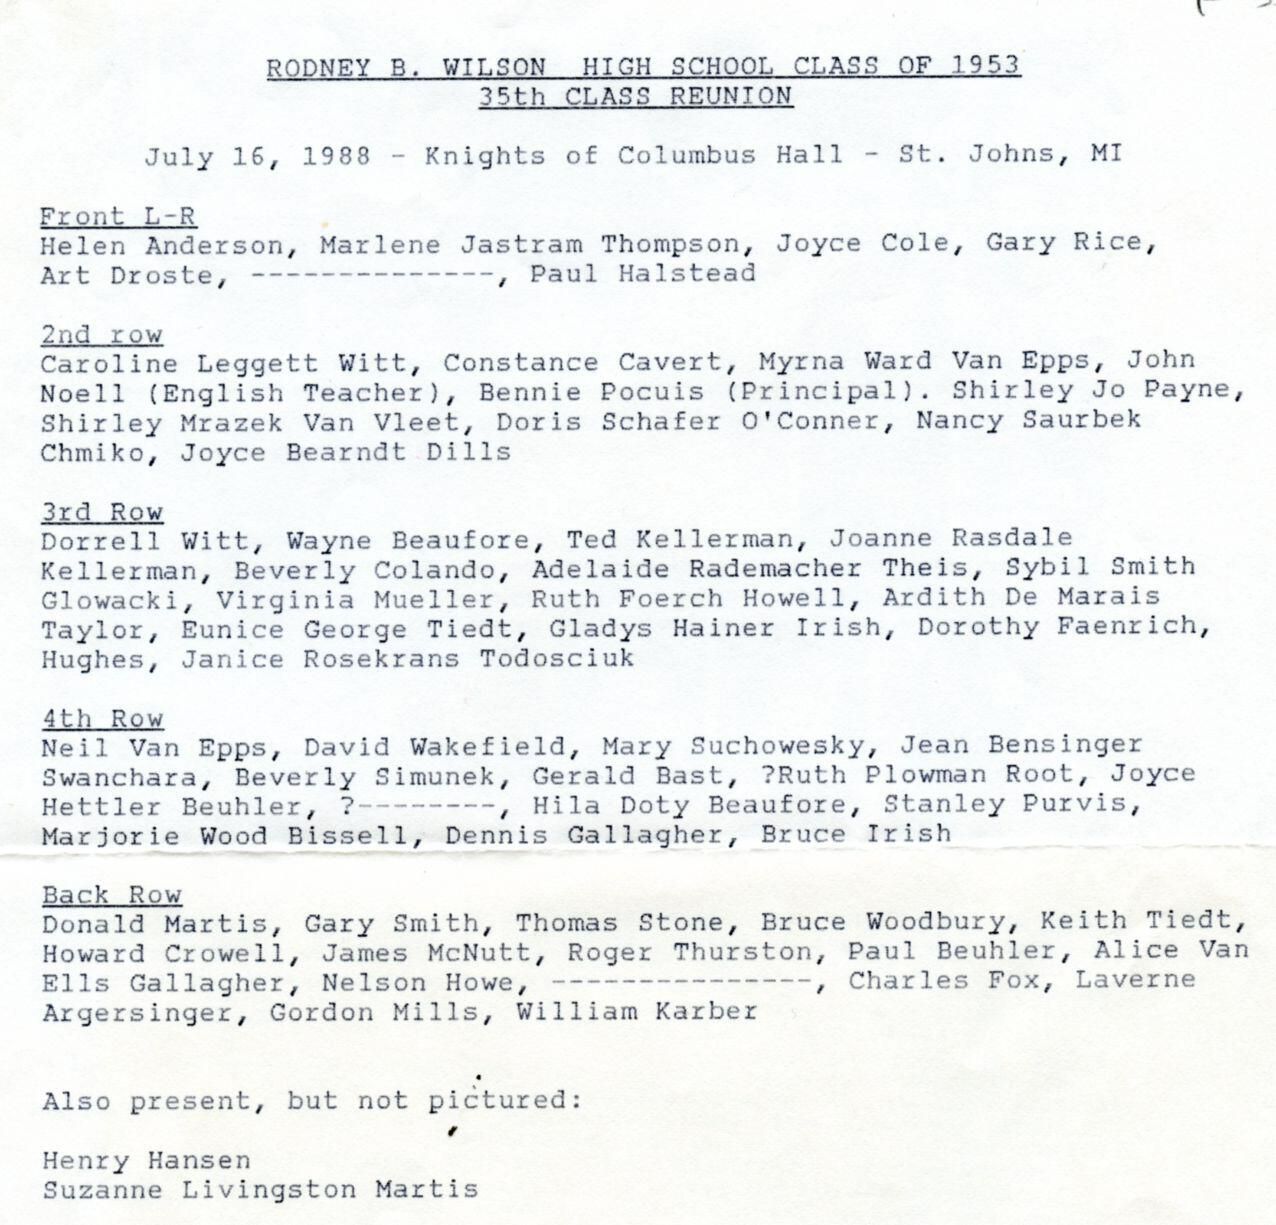 RODNEY B. WILSON HIGH SCHOOL CLASS OF 1953
35th CLASS REUNION
July 16, 1988 - Knights of Columbus Hall - St. Johns, MI
Front L-R
Helen Anderson, Marlene Jastram Thompson, Joyce Cole, Gary Rice,
Art Droste, --------------, Paul Halstead
2nd row
Caroline Leggett Witt, Constance Cavert, Myrna Ward Van Epps, John
Noell (English Teacher), Bennie Pocuis (Principal). Shirley Jo Payne,
Shirley Mrazek Van Vleet, Doris Schafer O'Conner, Nancy Saurbek
Chmiko, Joyce Bearndt Dills
3rd Row
Dorrell Witt, Wayne Beaufore, Ted Kellerman, Joanne Rasdale
Kellerman, Beverly Colando, Adelaide Rademacher Theis, Sybil Smith
Glowacki, Virginia Mueller, Ruth Foerch Howell, Ardith De Marais
Taylor, Eunice George Tiedt, Gladys Hainer Irish, Dorothy Faenrich,
Hughes, Janice Rosekrans Todosciuk
4th Row
Neil Van Epps, David Wakefield, Mary Suchowesky, Jean Bensinger
Swanchara, Beverly Simunek, Gerald Bast, ?Ruth Plowman Root, Joyce
Hettler Beuhler, ?--------, Hila Doty Beaufore, Stanley Purvis,
Marjorie Wood Bissell, Dennis Gallagher, Bruce Irish
Back Row
Donald Martis, Gary Smith, Thomas Stone, Bruce Woodbury, Keith Tiedt,
Howard Crowell, James McNutt, Roger Thurston, Paul Beuhler, Alice Van
Ells Gallagher, Nelson Howe, ---------------, Charles Fox, Laverne
Argersinger, Gordon Mills, William Karber
Also present, but not pictured:
Henry Hansen
Suzanne Livingston Martis